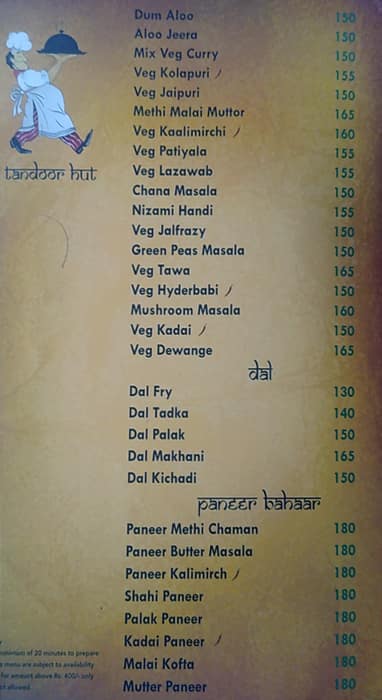 Dum Aloo 150
Aloo Jeera 150
Mix Veg Curry 150
Veg Kolapuri 155
Veg Jaipuri 150
Methi Malai Muttor 165
Veg Kaalimirchi 160
Veg Patiyala 155
tandoor hut
Veg Lazawab 155
Chana Masala 150
Nizami Handi 155
Veg Jalfrazy 150
Green Peas Masala 150
Veg Tawa 165
Veg Hyderbabi 150
Mushroom Masala 160
Veg Kadai 150
Veg Dewange 165
dal
Dal Fry 130
Dal Tadka 140
Dal Palak 150
Dal Makhani 165
Dal Kichadi 150
paneer bahaar
Paneer Methi Chaman 180
Paneer Butter Masala 180
Paneer Kalimirch 180
Shahi Paneer 180
Palak Paneer 180
Kadai Paneer 180
Malai Kofta 180
Mutter Paneer 180
of 20 minutes to prepare
menu are subject to availability
for amount above Rs. 400/- only
allowed